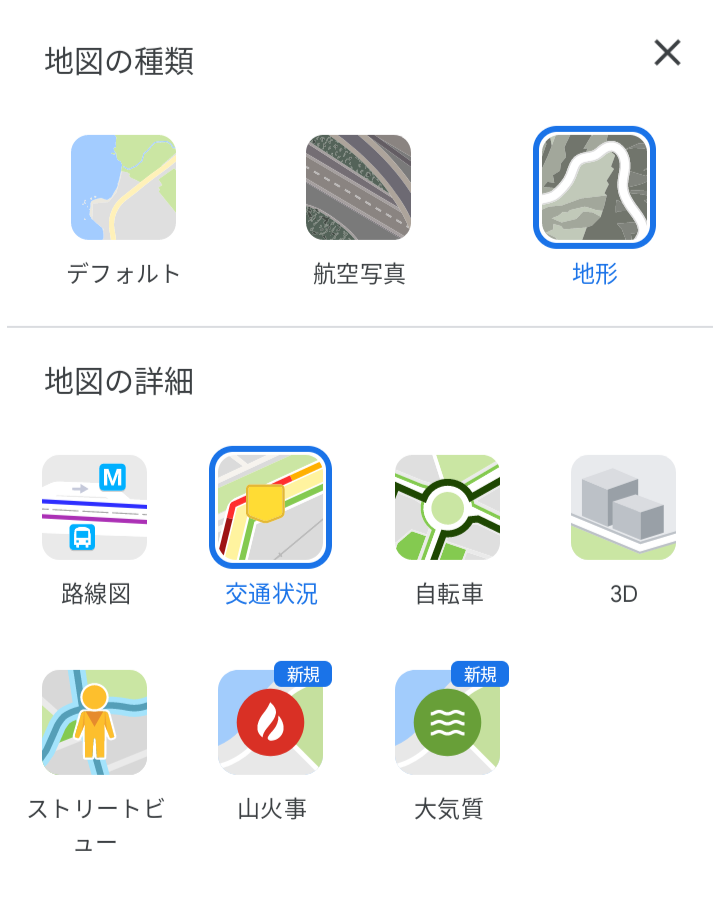 地図の種類
デフォルト
航空写真
地形
地図の詳細
M
路線図
交通状況
自転車
3D
新規
新規
ストリートビ
ュー
山火事
大気質